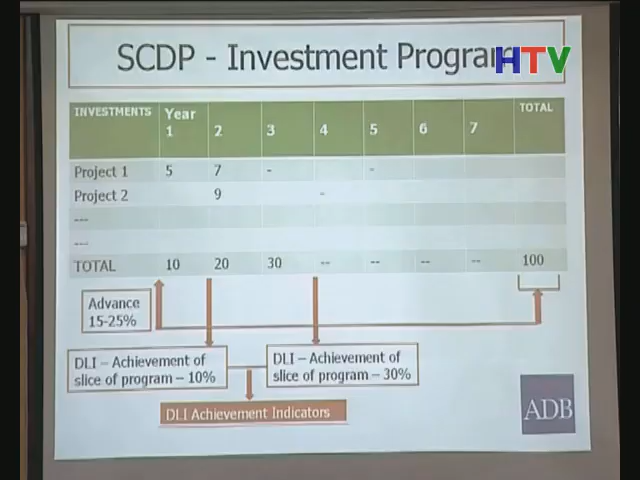 SCDP - Investment Program
HTV
INVESTMENTS Year 1 2 3 4 5 6 7 TOTAL
Project 1 5 7 - -
Project 2 9 -
---
---
TOTAL 10 20 30 -- -- -- -- 100
Advance
15-25%
DLI – Achievement of
slice of program – 10%
DLI – Achievement of
slice of program – 30%
DLI Achievement Indicators
ADB